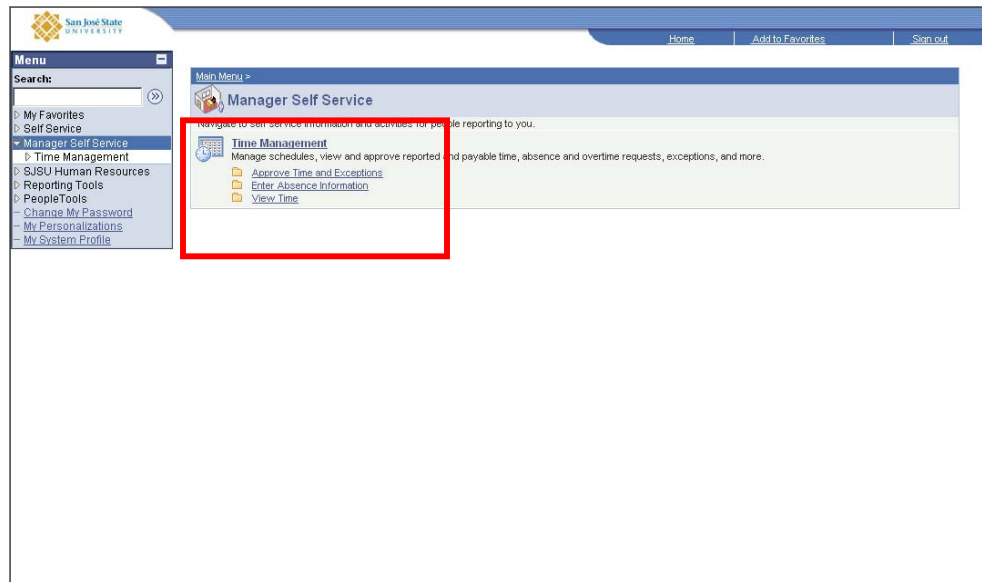 San José State
UNIVERSITY
Home Add to Favorites Sign out
Menu
Search:
My Favorites
Self Service
Manager Self Service
Time Management
SJSU Human Resources
Reporting Tools
PeopleTools
Change My Password
My Personalizations
My System Profile
Main Menu >
Manager Self Service
Navigate to self service information and activities for people reporting to you.
Time Management
Manage schedules, view and approve reported and payable time, absence and overtime requests, exceptions, and more.
Approve Time and Exceptions
Enter Absence Information
View Time